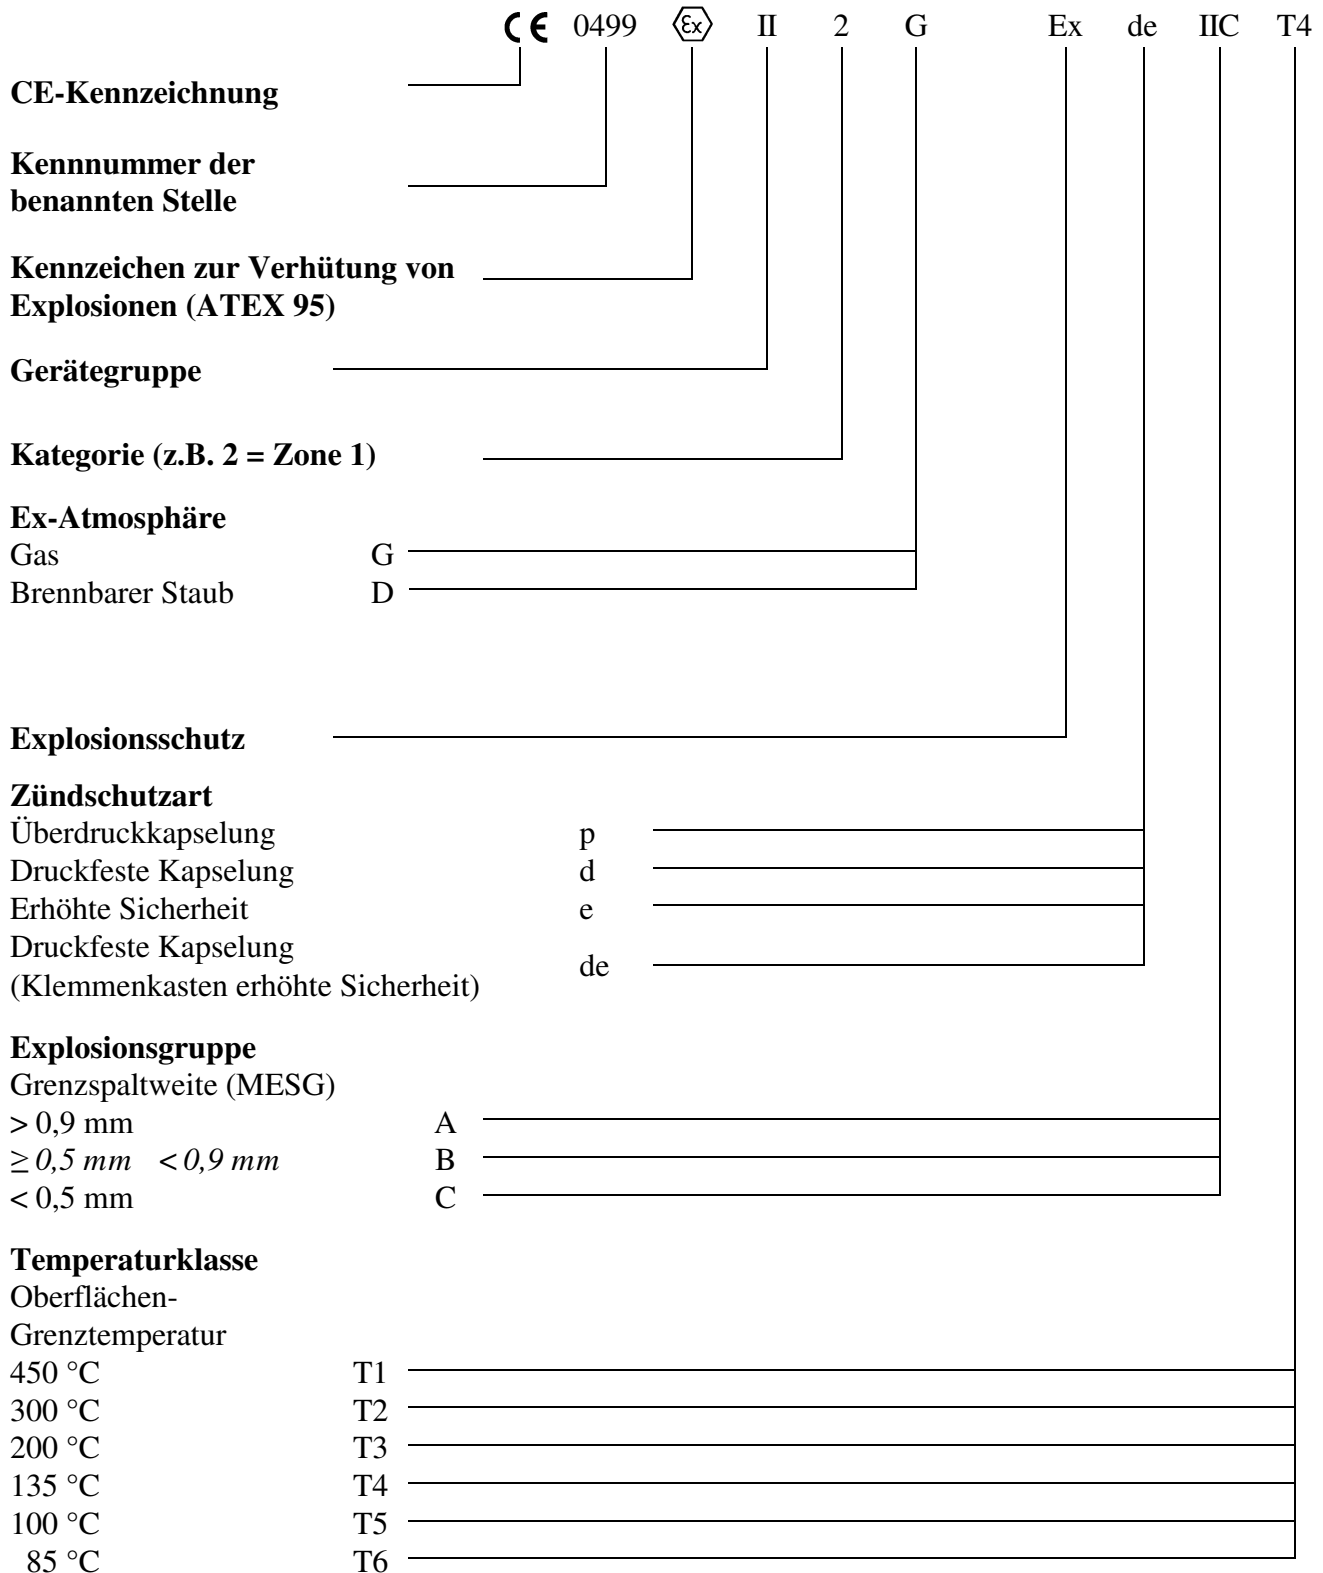 CE 0499 Ex II 2 G Ex de IIC T4
CE-Kennzeichnung
Kennnummer der
benannten Stelle
Kennzeichen zur Verhütung von
Explosionen (ATEX 95)
Gerätegruppe
Kategorie (z.B. 2 = Zone 1)
Ex-Atmosphäre
Gas G
Brennbarer Staub D
Explosionsschutz
Zündschutzart
Überdruckkapselung p
Druckfeste Kapselung d
Erhöhte Sicherheit e
Druckfeste Kapselung
de
(Klemmenkasten erhöhte Sicherheit)
Explosionsgruppe
Grenzspaltweite (MESG)
> 0,9 mm A
≥ 0,5 mm < 0,9 mm B
< 0,5 mm C
Temperaturklasse
Oberflächen-
Grenztemperatur
450 °C T1
300 °C T2
200 °C T3
135 °C T4
100 °C T5
85 °C T6